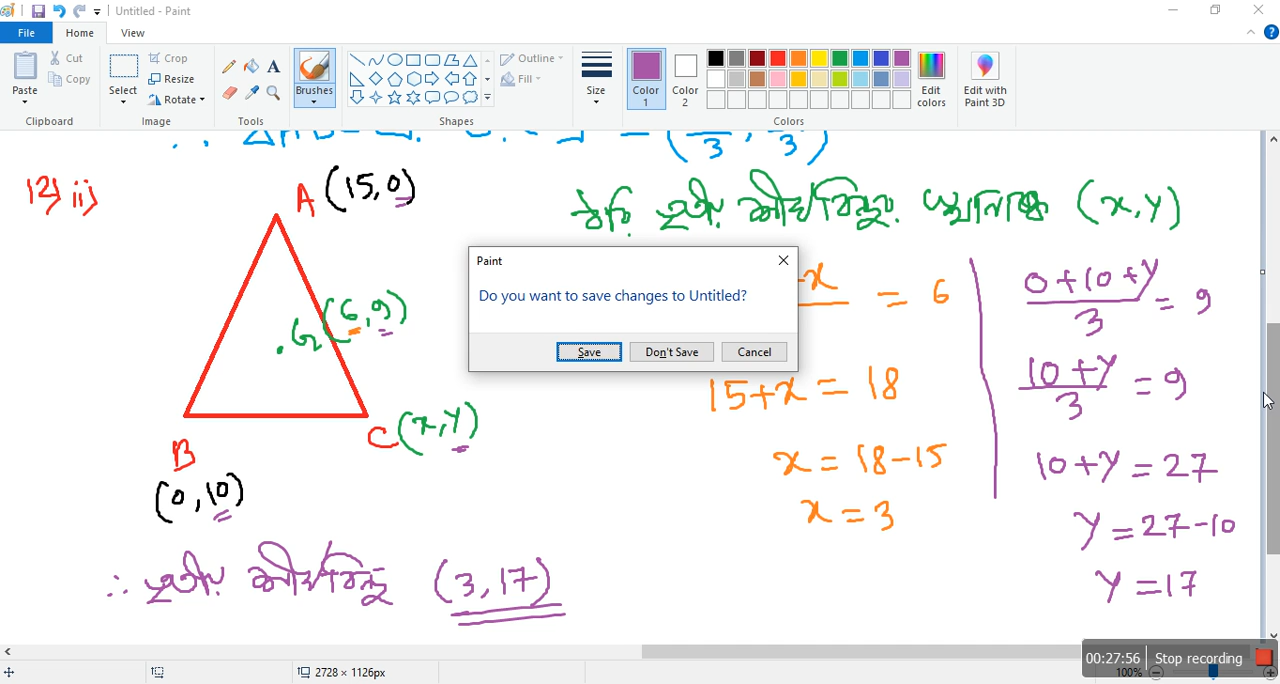 Untitled - Paint
File Home View
Paste Cut Copy Clipboard
Select Crop Resize Rotate Image
Tools
Brushes
Shapes Outline Fill
Size
Color 1 Color 2 Edit colors Edit with Paint 3D Colors
12) ii)
A (15,0)
ধরি তৃতীয় শীর্ষবিন্দুর স্থানাঙ্ক (x,y)
Paint
Do you want to save changes to Untitled?
Save Don't Save Cancel
x = 6
0+10+y/3 = 9
G(6,9)
15+x = 18
10+y/3 = 9
C(x,y)
B
(0,10)
x = 18-15
10+y = 27
x = 3
y = 27-10
∴ তৃতীয় শীর্ষবিন্দু (3,17)
y = 17
00:27:56 Stop recording
2728 × 1126px
100%